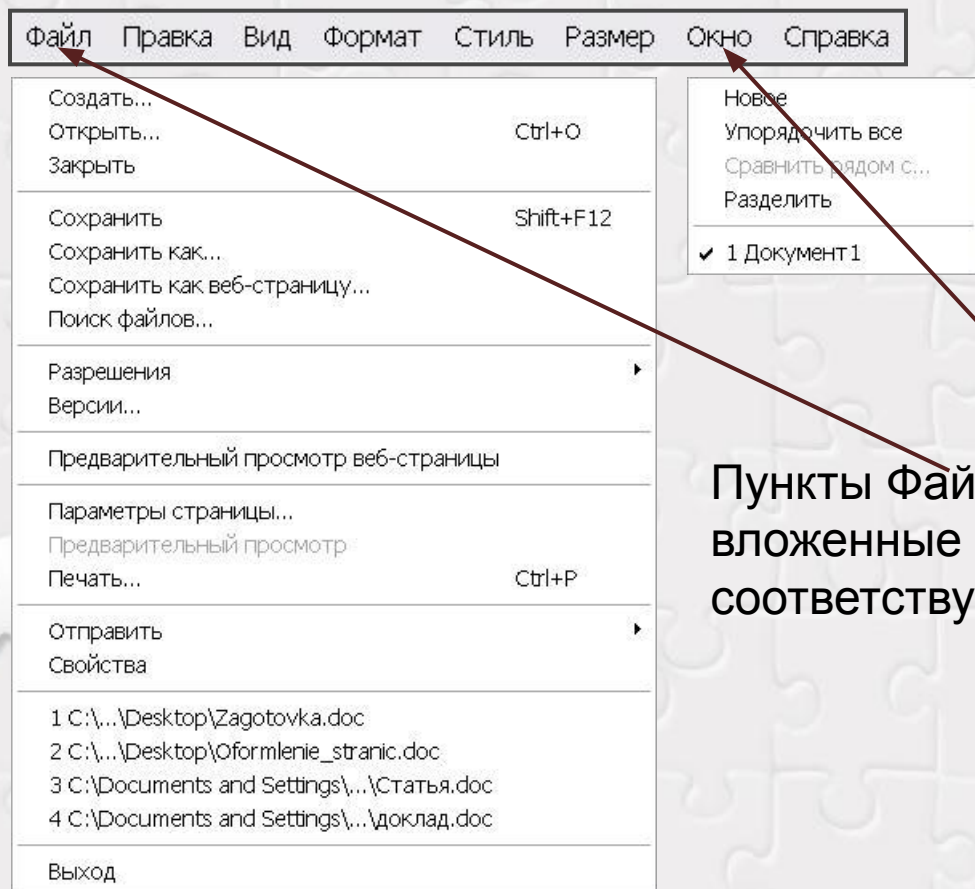 Файл Правка Вид Формат Стиль Размер Окно Справка
Создать...
Открыть... Ctrl+O
Закрыть
Сохранить Shift+F12
Сохранить как...
Сохранить как веб-страницу...
Поиск файлов...
Разрешения
Версии...
Предварительный просмотр веб-страницы
Параметры страницы...
Предварительный просмотр
Печать... Ctrl+P
Отправить
Свойства
1 C:\...\Desktop\Zagotovka.doc
2 C:\...\Desktop\Oformlenie_stranic.doc
3 C:\Documents and Settings\...\Статья.doc
4 C:\Documents and Settings\...\доклад.doc
Выход
Новое
Упорядочить все
Сравнить рядом с...
Разделить
1 Документ1
Пункты Фай
вложенные
соответству